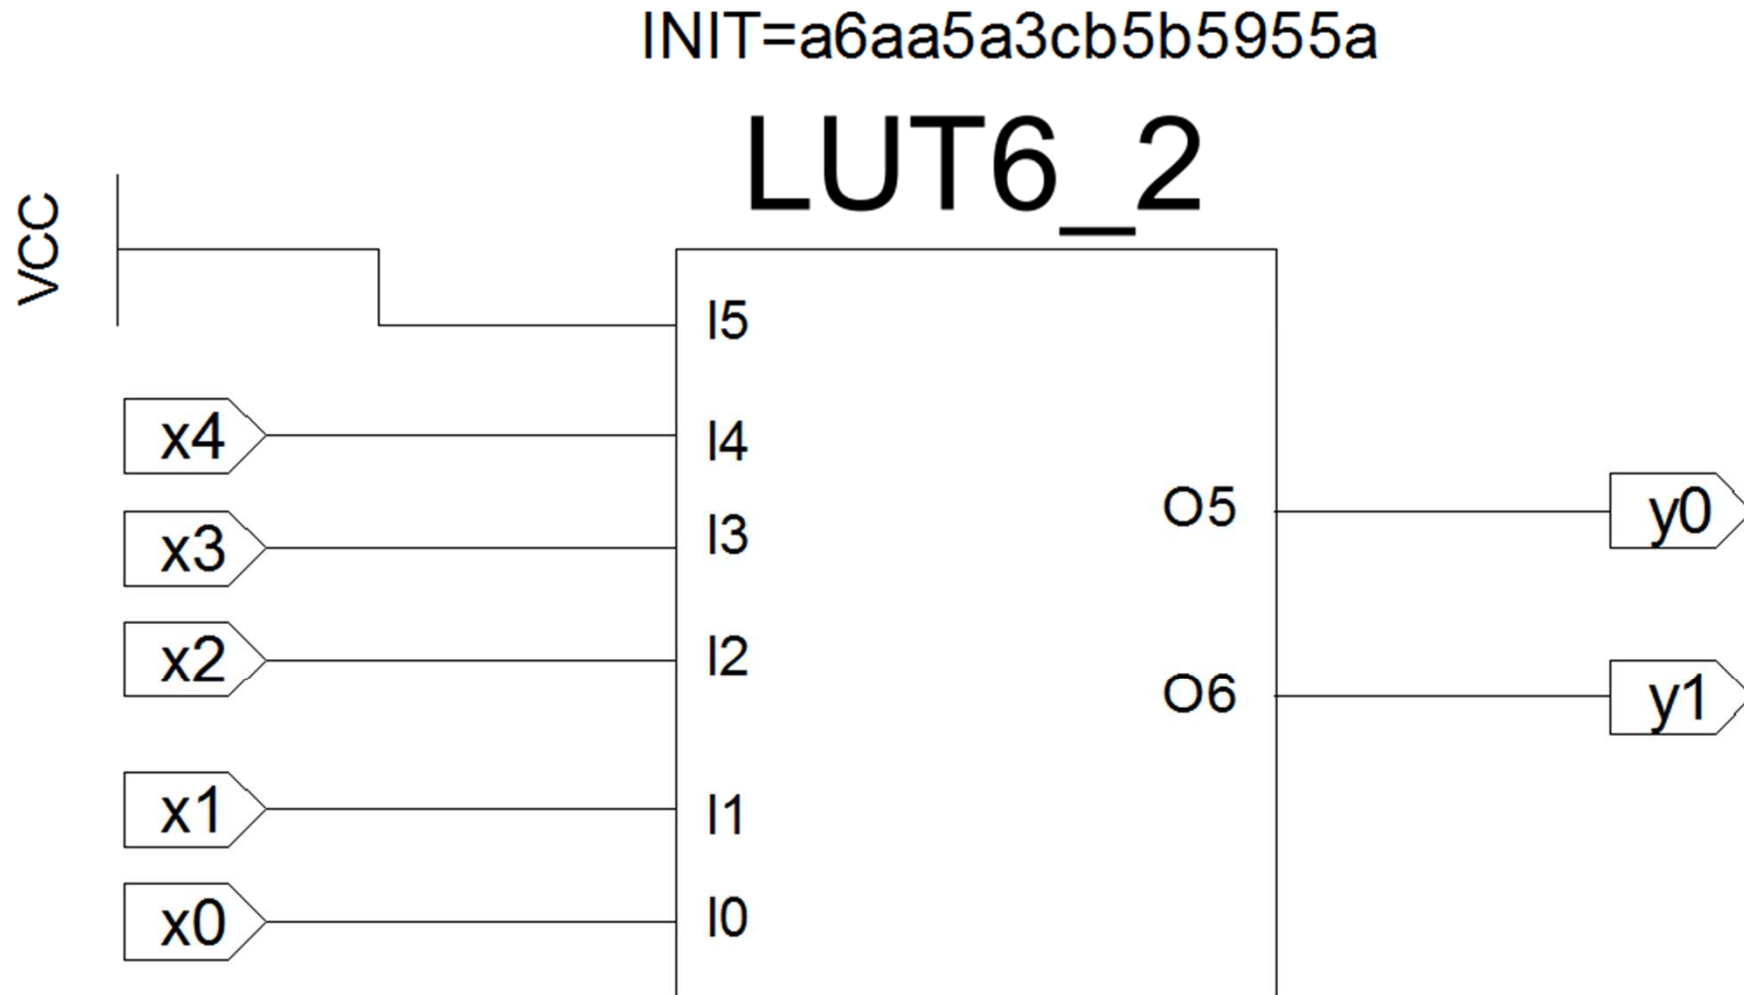 INIT=a6aa5a3cb5b5955a
LUT6_2
VCC
I5
x4
I4
x3
I3
O5
y0
x2
I2
O6
y1
x1
I1
x0
I0